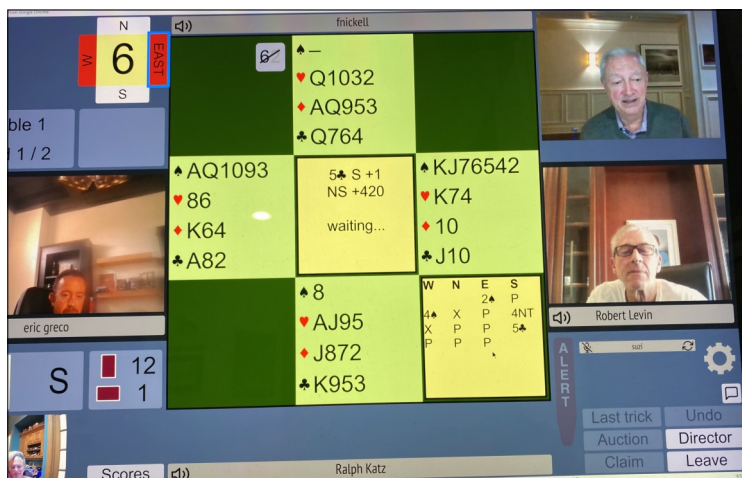 N
W
6
EAST
S
fnickell
ble 1
1 / 2
62
♠ –
♥ Q1032
♦ AQ953
♣ Q764
♠ AQ1093
♥ 86
♦ K64
♣ A82
5♣ S +1
NS +420
waiting...
♠ KJ76542
♥ K74
♦ 10
♣ J10
♠ 8
♥ AJ95
♦ J872
♣ K953
W N E S
2♠ P
4♠ X P 4NT
X P P 5♣
P P P
eric greco
Robert Levin
S
12
1
ALERT
suzi
Last trick
Undo
Auction
Director
Claim
Leave
Scores
Ralph Katz